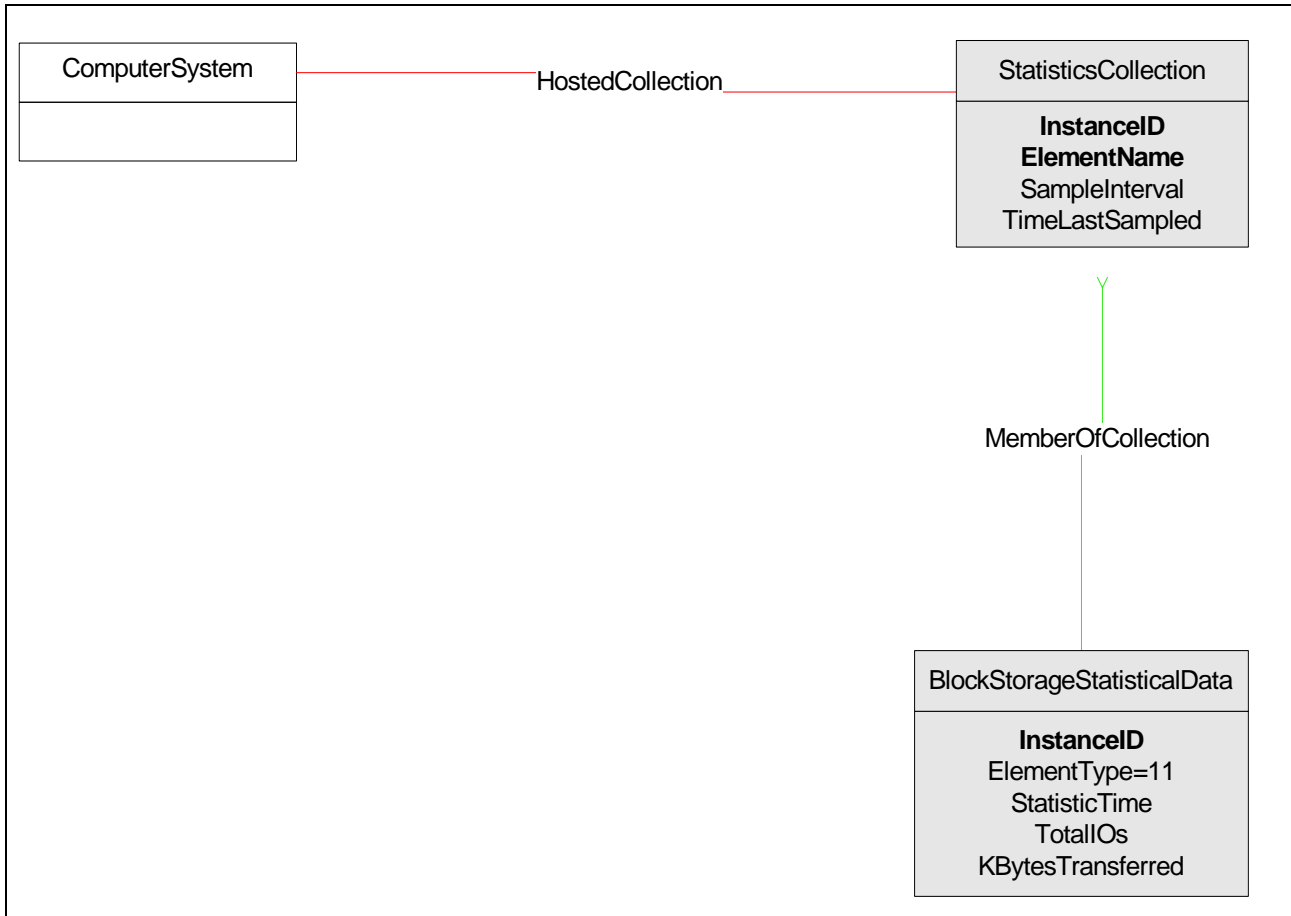 ComputerSystem
HostedCollection
StatisticsCollection
InstanceID
ElementName
SampleInterval
TimeLastSampled
MemberOfCollection
BlockStorageStatisticalData
InstanceID
ElementType=11
StatisticTime
TotalIOs
KBytesTransferred